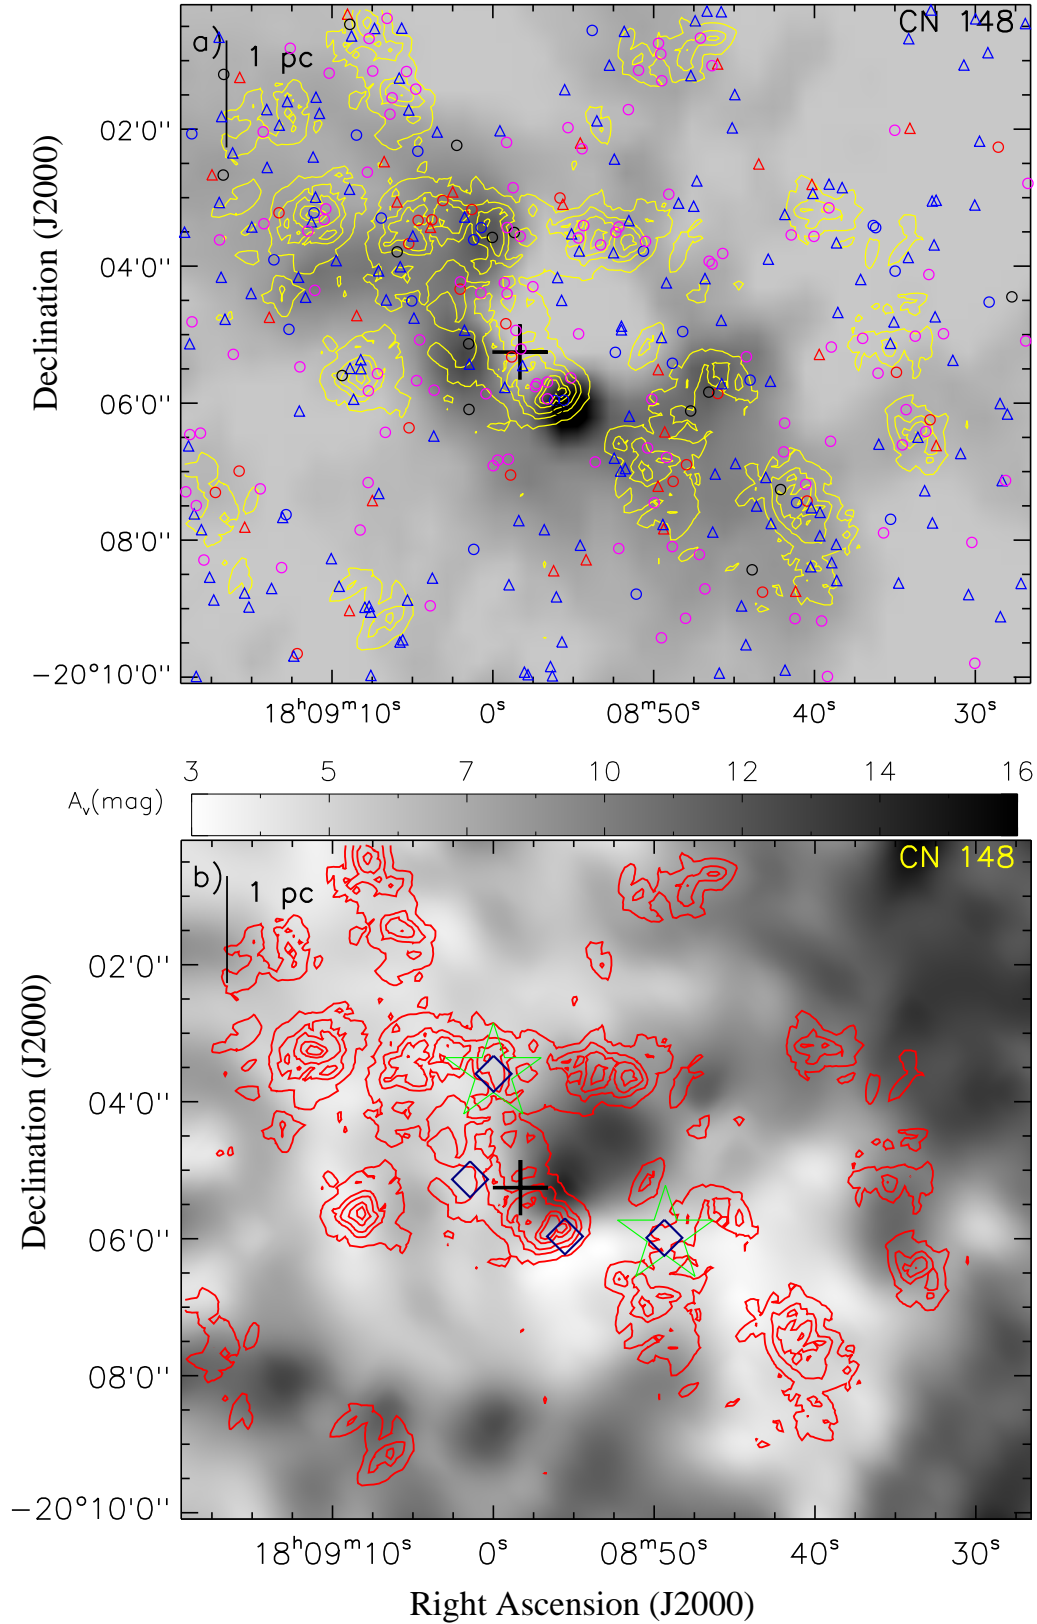 a)
CN 148
1 pc
02'0''
04'0''
06'0''
08'0''
−20°10'0''
Declination (J2000)
18ʰ09ᵐ10ˢ 0ˢ 08ᵐ50ˢ 40ˢ 30ˢ
3 5 7 10 12 14 16
Aᵥ(mag)
b)
CN 148
1 pc
02'0''
04'0''
06'0''
08'0''
−20°10'0''
Declination (J2000)
18ʰ09ᵐ10ˢ 0ˢ 08ᵐ50ˢ 40ˢ 30ˢ
Right Ascension (J2000)